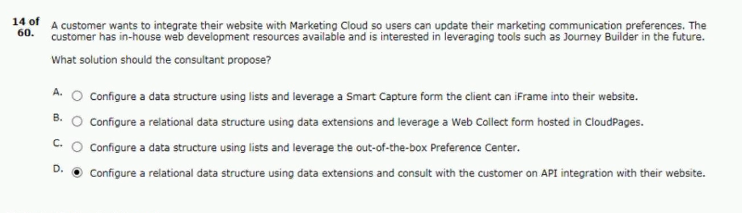 14 of A customer wants to integrate their website with Marketing Cloud so users can update their marketing communication preferences. The
60. customer has in-house web development resources available and is interested in leveraging tools such as Journey Builder in the future.
What solution should the consultant propose?
A. Configure a data structure using lists and leverage a Smart Capture form the client can iFrame into their website.
B. Configure a relational data structure using data extensions and leverage a Web Collect form hosted in CloudPages.
C. Configure a data structure using lists and leverage the out-of-the-box Preference Center.
D. Configure a relational data structure using data extensions and consult with the customer on API integration with their website.